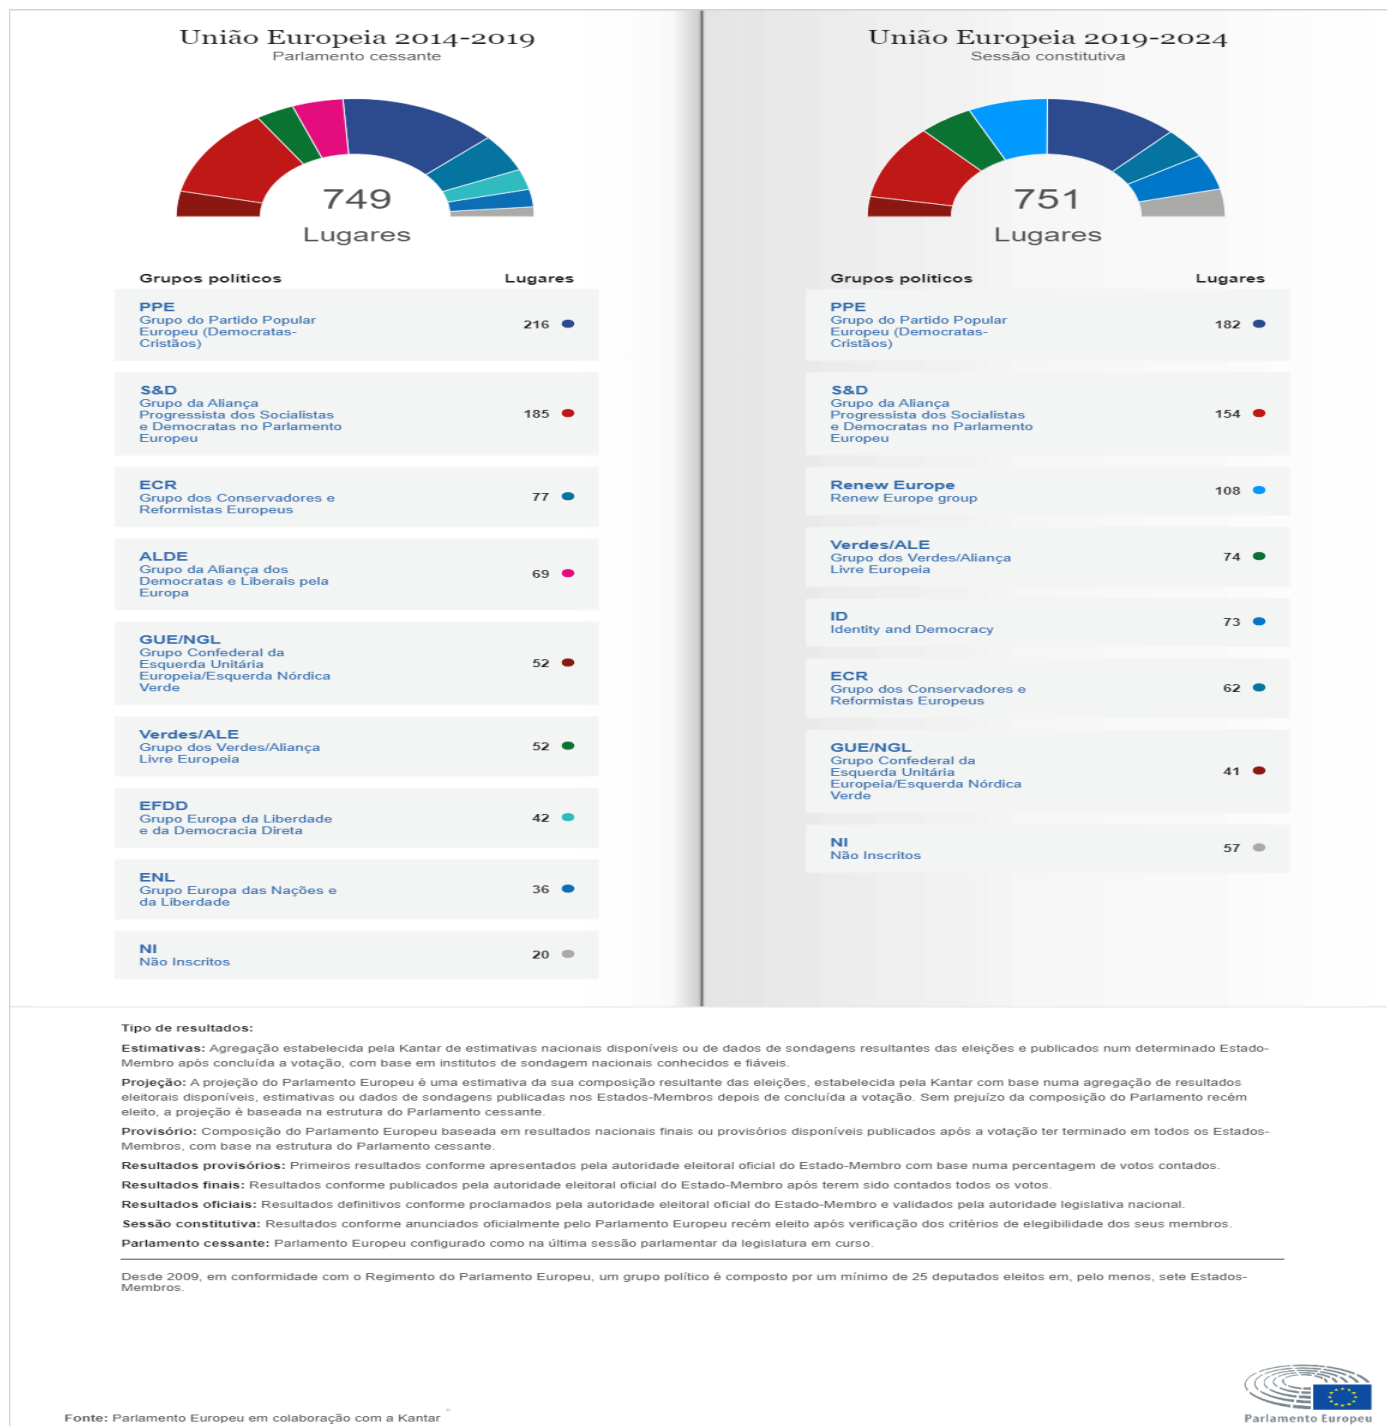 União Europeia 2014-2019
Parlamento cessante
749
Lugares
Grupos políticos Lugares
PPE
Grupo do Partido Popular
Europeu (Democratas-
Cristãos)
216
S&D
Grupo da Aliança
Progressista dos Socialistas
e Democratas no Parlamento
Europeu
185
ECR
Grupo dos Conservadores e
Reformistas Europeus
77
ALDE
Grupo da Aliança dos
Democratas e Liberais pela
Europa
69
GUE/NGL
Grupo Confederal da
Esquerda Unitária
Europeia/Esquerda Nórdica
Verde
52
Verdes/ALE
Grupo dos Verdes/Aliança
Livre Europeia
52
EFDD
Grupo Europa da Liberdade
e da Democracia Direta
42
ENL
Grupo Europa das Nações e
da Liberdade
36
NI
Não Inscritos
20
União Europeia 2019-2024
Sessão constitutiva
751
Lugares
Grupos políticos Lugares
PPE
Grupo do Partido Popular
Europeu (Democratas-
Cristãos)
182
S&D
Grupo da Aliança
Progressista dos Socialistas
e Democratas no Parlamento
Europeu
154
Renew Europe
Renew Europe group
108
Verdes/ALE
Grupo dos Verdes/Aliança
Livre Europeia
74
ID
Identity and Democracy
73
ECR
Grupo dos Conservadores e
Reformistas Europeus
62
GUE/NGL
Grupo Confederal da
Esquerda Unitária
Europeia/Esquerda Nórdica
Verde
41
NI
Não Inscritos
57
Tipo de resultados:
Estimativas: Agregação estabelecida pela Kantar de estimativas nacionais disponíveis ou de dados de sondagens resultantes das eleições e publicados num determinado Estado-
Membro após concluída a votação, com base em institutos de sondagem nacionais conhecidos e fiáveis.
Projeção: A projeção do Parlamento Europeu é uma estimativa da sua composição resultante das eleições, estabelecida pela Kantar com base numa agregação de resultados
eleitorais disponíveis, estimativas ou dados de sondagens publicadas nos Estados-Membros depois de concluída a votação. Sem prejuízo da composição do Parlamento recém
eleito, a projeção é baseada na estrutura do Parlamento cessante.
Provisório: Composição do Parlamento Europeu baseada em resultados nacionais finais ou provisórios disponíveis publicados após a votação ter terminado em todos os Estados-
Membros, com base na estrutura do Parlamento cessante.
Resultados provisórios: Primeiros resultados conforme apresentados pela autoridade eleitoral oficial do Estado-Membro com base numa percentagem de votos contados.
Resultados finais: Resultados conforme publicados pela autoridade eleitoral oficial do Estado-Membro após terem sido contados todos os votos.
Resultados oficiais: Resultados definitivos conforme proclamados pela autoridade eleitoral oficial do Estado-Membro e validados pela autoridade legislativa nacional.
Sessão constitutiva: Resultados conforme anunciados oficialmente pelo Parlamento Europeu recém eleito após verificação dos critérios de elegibilidade dos seus membros.
Parlamento cessante: Parlamento Europeu configurado como na última sessão parlamentar da legislatura em curso.
Desde 2009, em conformidade com o Regimento do Parlamento Europeu, um grupo político é composto por um mínimo de 25 deputados eleitos em, pelo menos, sete Estados-
Membros.
Parlamento Europeu
Fonte: Parlamento Europeu em colaboração com a Kantar